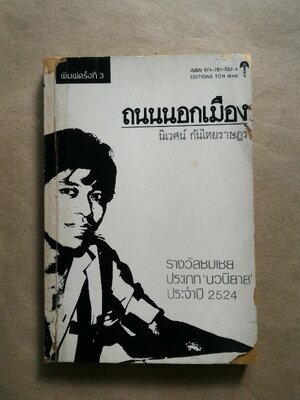 พิมพ์ครั้งที่ 3
ISBN 974-781-552-4
EDITIONS TON MAK
ถนนนอกเมือง
นิเวศน์ กันไทยราษฎร์
รางวัลชมเชย
ประเภท 'นวนิยาย'
ประจำปี 2524